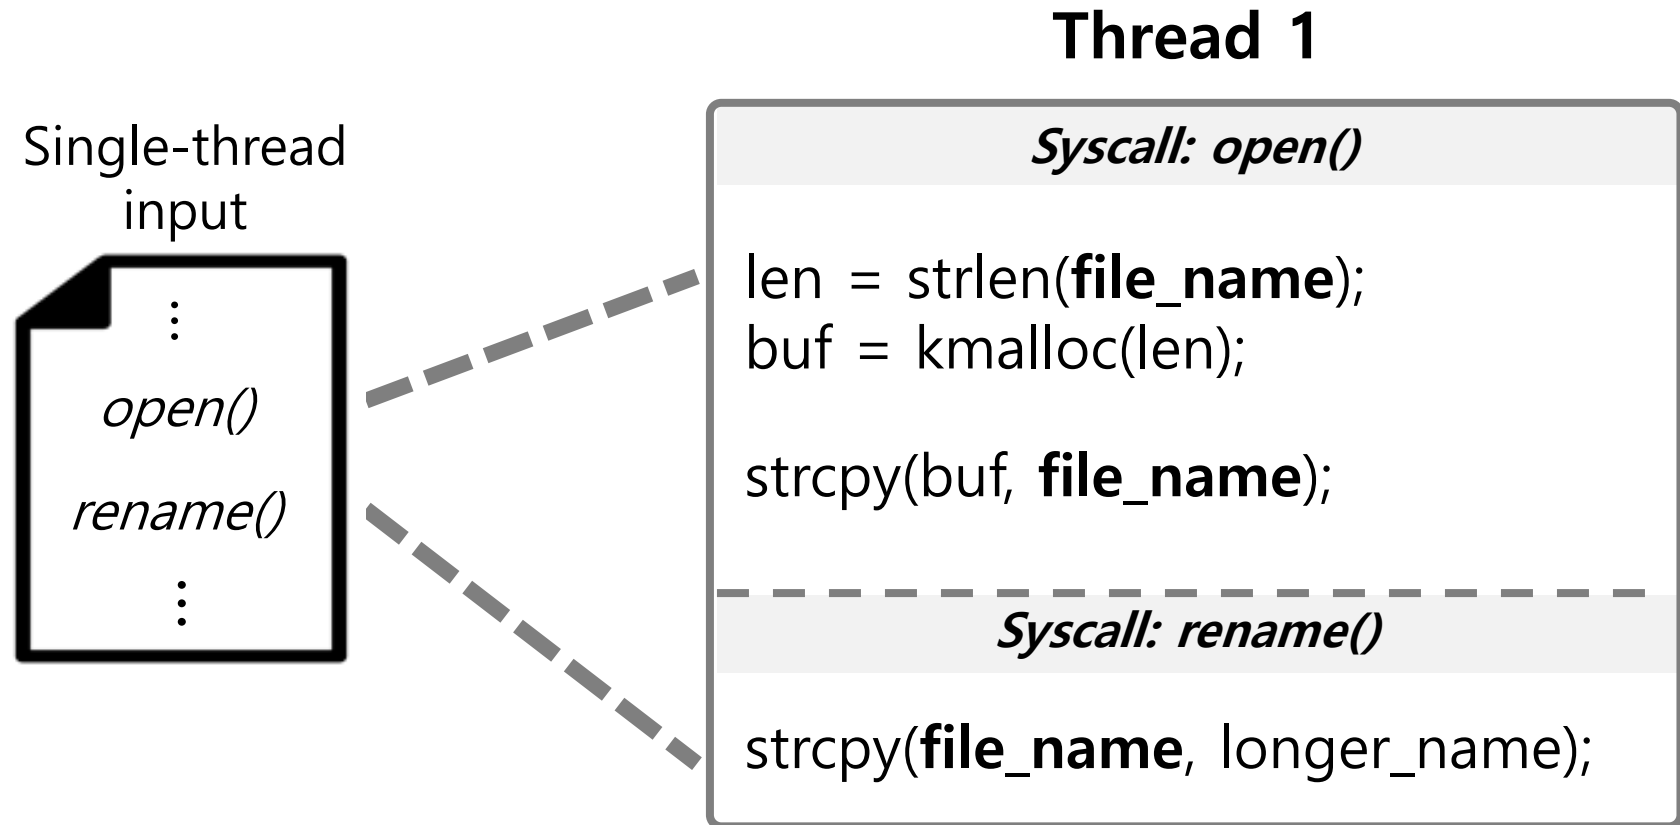 Thread 1
Single-thread
input
⋮
open()
rename()
⋮
Syscall: open()
len = strlen(file_name);
buf = kmalloc(len);
strcpy(buf, file_name);
Syscall: rename()
strcpy(file_name, longer_name);